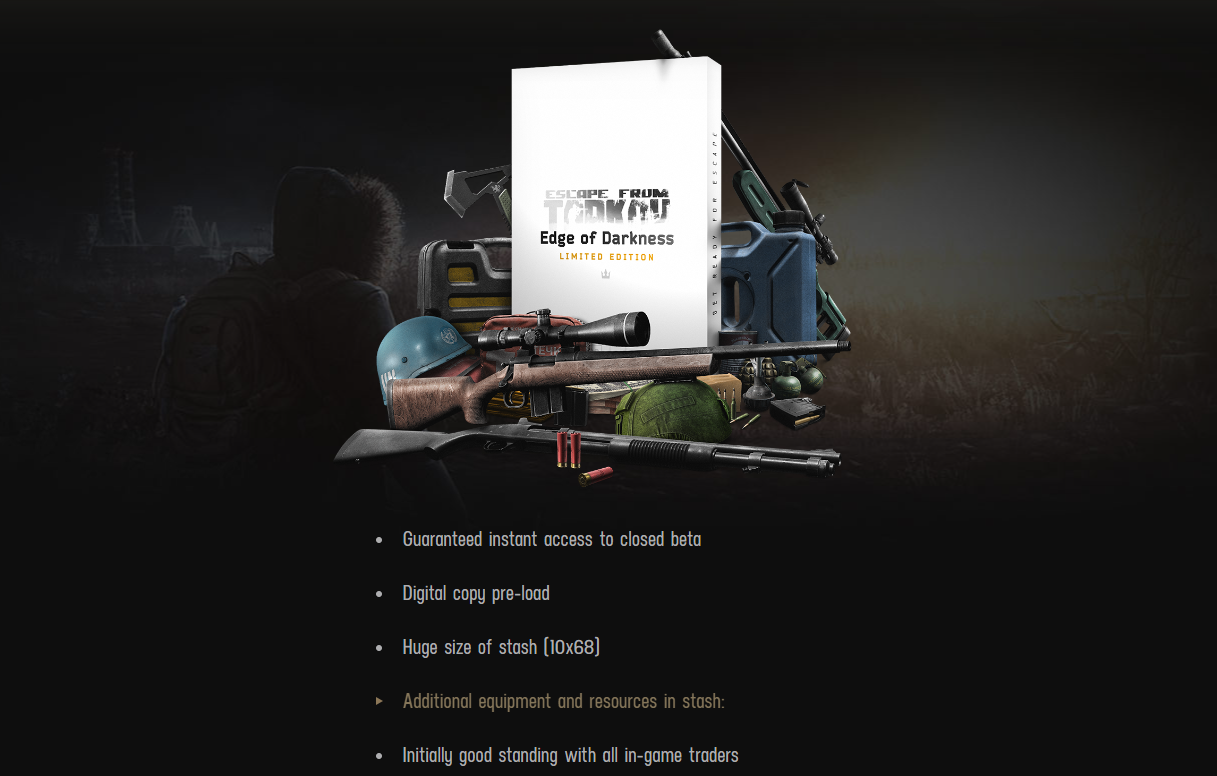 ESCAPE FROM
TARKOV
Edge of Darkness
LIMITED EDITION
GET READY FOR ESCAPE
Guaranteed instant access to closed beta
Digital copy pre-load
Huge size of stash (10x68)
Additional equipment and resources in stash:
Initially good standing with all in-game traders